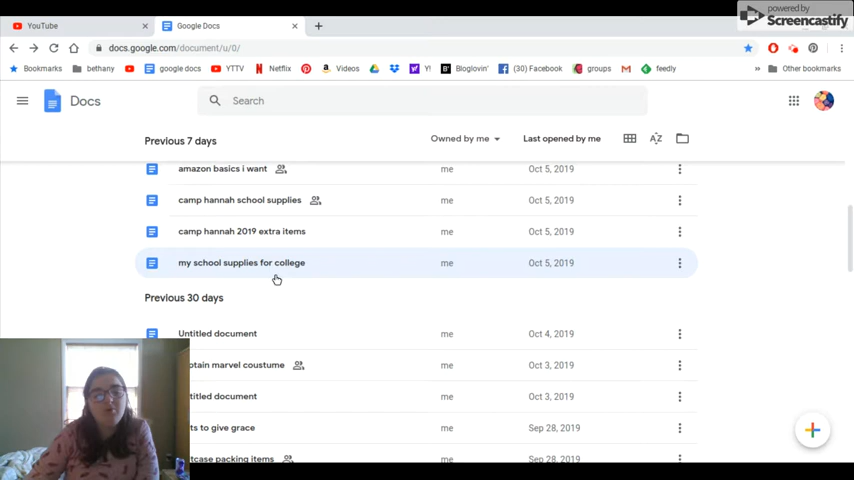 powered by
Screencastify
YouTube
Google Docs
docs.google.com/document/u/0/
Bookmarks bethany google docs YTTV Netflix Videos Y! Bloglovin' (30) Facebook groups feedly Other bookmarks
Docs Search
Previous 7 days Owned by me Last opened by me AZ
amazon basics i want me Oct 5, 2019
camp hannah school supplies me Oct 5, 2019
camp hannah 2019 extra items me Oct 5, 2019
my school supplies for college me Oct 5, 2019
Previous 30 days
Untitled document me Oct 4, 2019
ptain marvel coustume me Oct 3, 2019
titled document me Oct 3, 2019
ts to give grace me Sep 28, 2019
tcase packing items me Sep 28, 2019